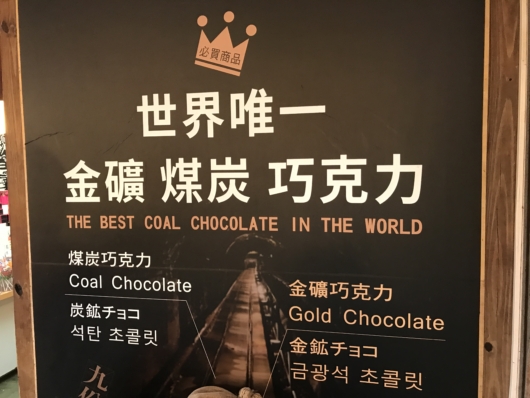 必買商品
世界唯一
金礦 煤炭 巧克力
THE BEST COAL CHOCOLATE IN THE WORLD
煤炭巧克力
Coal Chocolate
炭鉱チョコ
석탄 초콜릿
金礦巧克力
Gold Chocolate
金鉱チョコ
금광석 초콜릿
九份